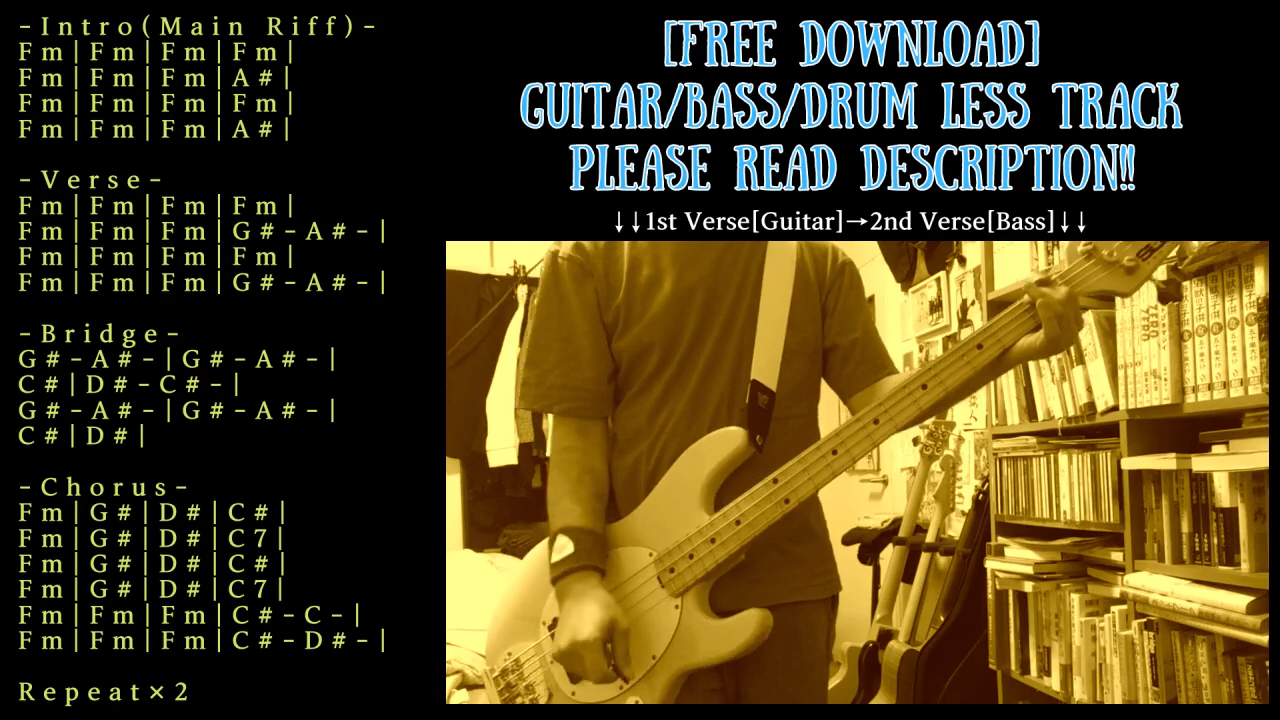 -Intro(Main Riff)-
Fm|Fm|Fm|Fm|
Fm|Fm|Fm|A#|
Fm|Fm|Fm|Fm|
Fm|Fm|Fm|A#|
-Verse-
Fm|Fm|Fm|Fm|
Fm|Fm|Fm|G#-A#-|
Fm|Fm|Fm|Fm|
Fm|Fm|Fm|G#-A#-|
-Bridge-
G#-A#-|G#-A#-|
C#|D#-C#-|
G#-A#-|G#-A#-|
C#|D#|
-Chorus-
Fm|G#|D#|C#|
Fm|G#|D#|C7|
Fm|G#|D#|C#|
Fm|G#|D#|C7|
Fm|Fm|Fm|C#-C-|
Fm|Fm|Fm|C#-D#-|
Repeat×2
[FREE DOWNLOAD]
GUITAR/BASS/DRUM LESS TRACK
PLEASE READ DESCRIPTION!!
↓↓1st Verse[Guitar]→2nd Verse[Bass]↓↓